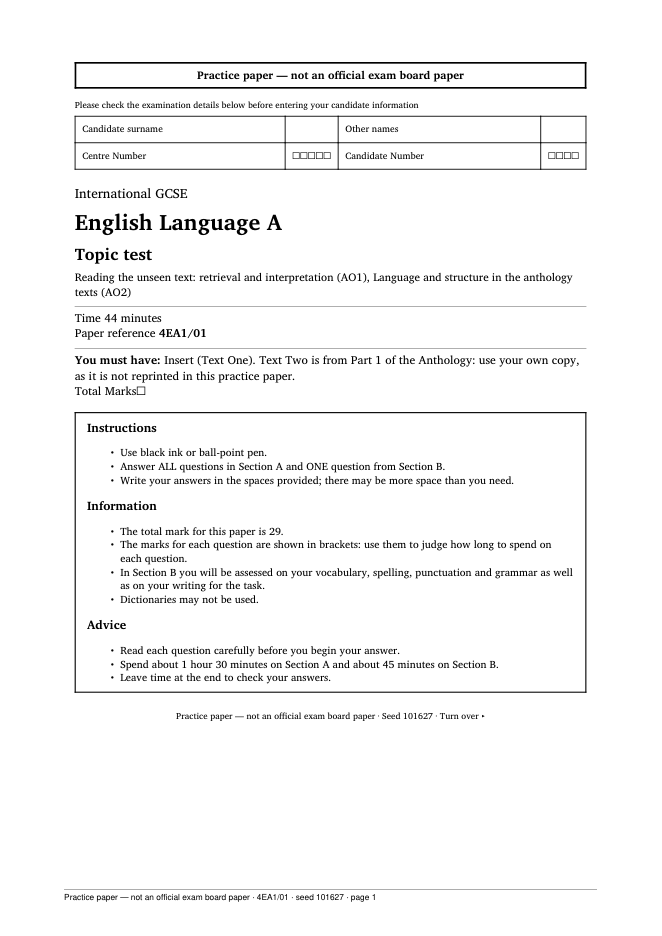 Practice paper — not an official exam board paper
Please check the examination details below before entering your candidate information
Candidate surname Other names
Centre Number ☐☐☐☐☐ Candidate Number ☐☐☐☐
International GCSE
English Language A
Topic test
Reading the unseen text: retrieval and interpretation (AO1), Language and structure in the anthology
texts (AO2)
Time 44 minutes
Paper reference 4EA1/01
You must have: Insert (Text One). Text Two is from Part 1 of the Anthology: use your own copy,
as it is not reprinted in this practice paper.
Total Marks☐
Instructions
• Use black ink or ball-point pen.
• Answer ALL questions in Section A and ONE question from Section B.
• Write your answers in the spaces provided; there may be more space than you need.
Information
• The total mark for this paper is 29.
• The marks for each question are shown in brackets: use them to judge how long to spend on
each question.
• In Section B you will be assessed on your vocabulary, spelling, punctuation and grammar as well
as on your writing for the task.
• Dictionaries may not be used.
Advice
• Read each question carefully before you begin your answer.
• Spend about 1 hour 30 minutes on Section A and about 45 minutes on Section B.
• Leave time at the end to check your answers.
Practice paper — not an official exam board paper · Seed 101627 · Turn over ▸
Practice paper — not an official exam board paper · 4EA1/01 · seed 101627 · page 1